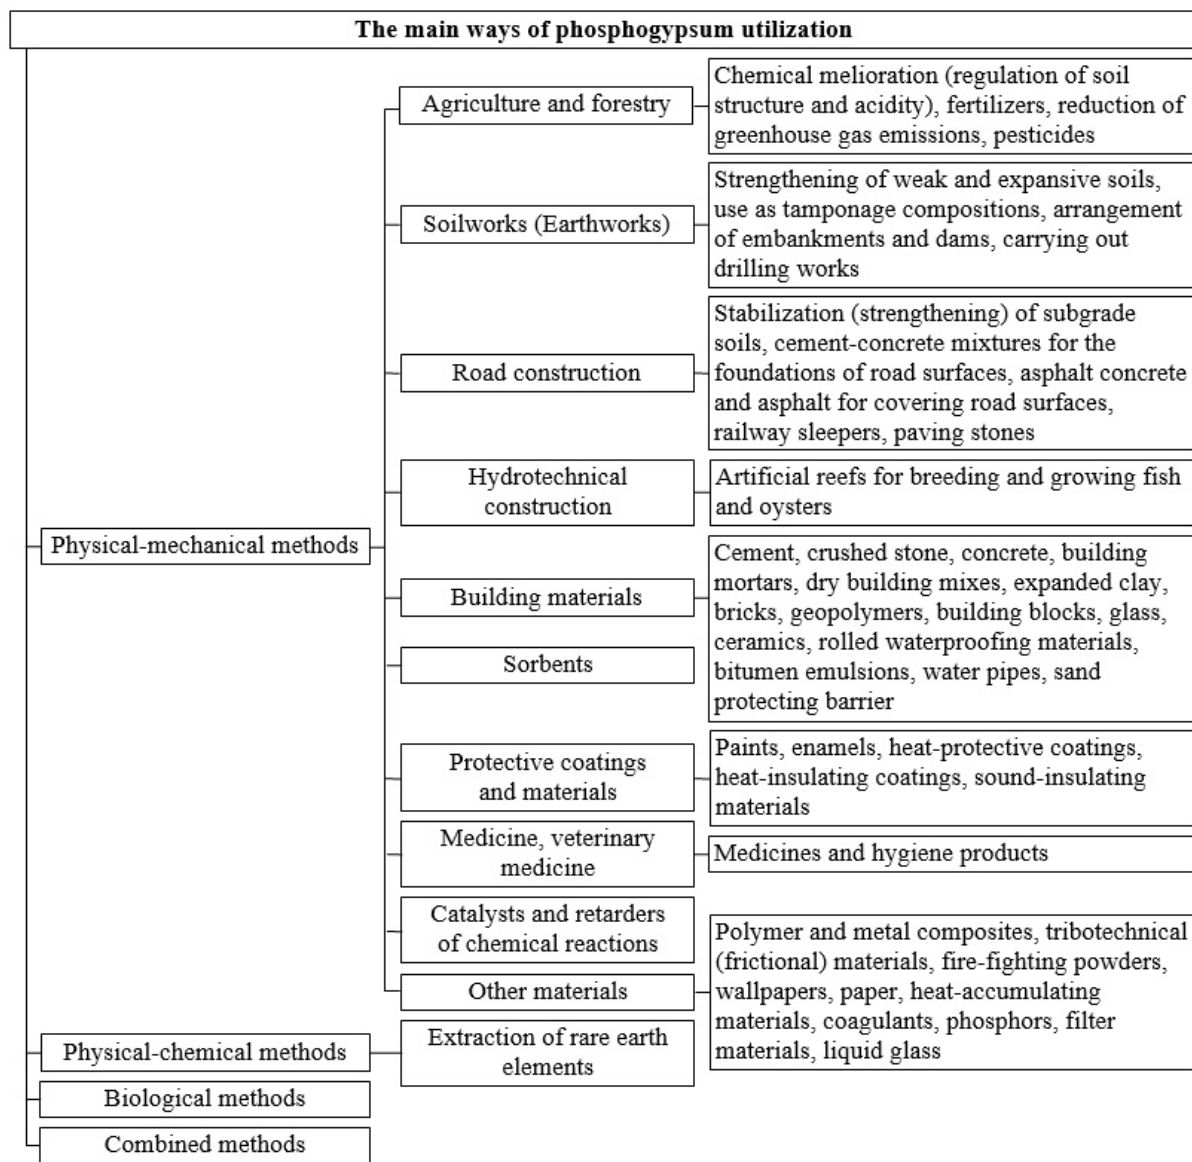 The main ways of phosphogypsum utilization
Physical-mechanical methods
Agriculture and forestry
Chemical melioration (regulation of soil
structure and acidity), fertilizers, reduction of
greenhouse gas emissions, pesticides
Soilworks (Earthworks)
Strengthening of weak and expansive soils,
use as tamponage compositions, arrangement
of embankments and dams, carrying out
drilling works
Road construction
Stabilization (strengthening) of subgrade
soils, cement-concrete mixtures for the
foundations of road surfaces, asphalt concrete
and asphalt for covering road surfaces,
railway sleepers, paving stones
Hydrotechnical
construction
Artificial reefs for breeding and growing fish
and oysters
Building materials
Cement, crushed stone, concrete, building
mortars, dry building mixes, expanded clay,
bricks, geopolymers, building blocks, glass,
ceramics, rolled waterproofing materials,
bitumen emulsions, water pipes, sand
protecting barrier
Sorbents
Protective coatings
and materials
Paints, enamels, heat-protective coatings,
heat-insulating coatings, sound-insulating
materials
Medicine, veterinary
medicine
Medicines and hygiene products
Catalysts and retarders
of chemical reactions
Other materials
Polymer and metal composites, tribotechnical
(frictional) materials, fire-fighting powders,
wallpapers, paper, heat-accumulating
materials, coagulants, phosphors, filter
materials, liquid glass
Physical-chemical methods
Extraction of rare earth
elements
Biological methods
Combined methods